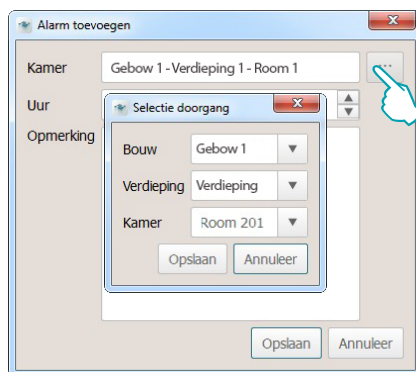 Alarm toevoegen
Kamer Gebow 1 - Verdieping 1 - Room 1 ...
Uur
Selectie doorgang
Opmerking
Bouw Gebow 1
Verdieping Verdieping
Kamer Room 201
Opslaan Annuleer
Opslaan Annuleer